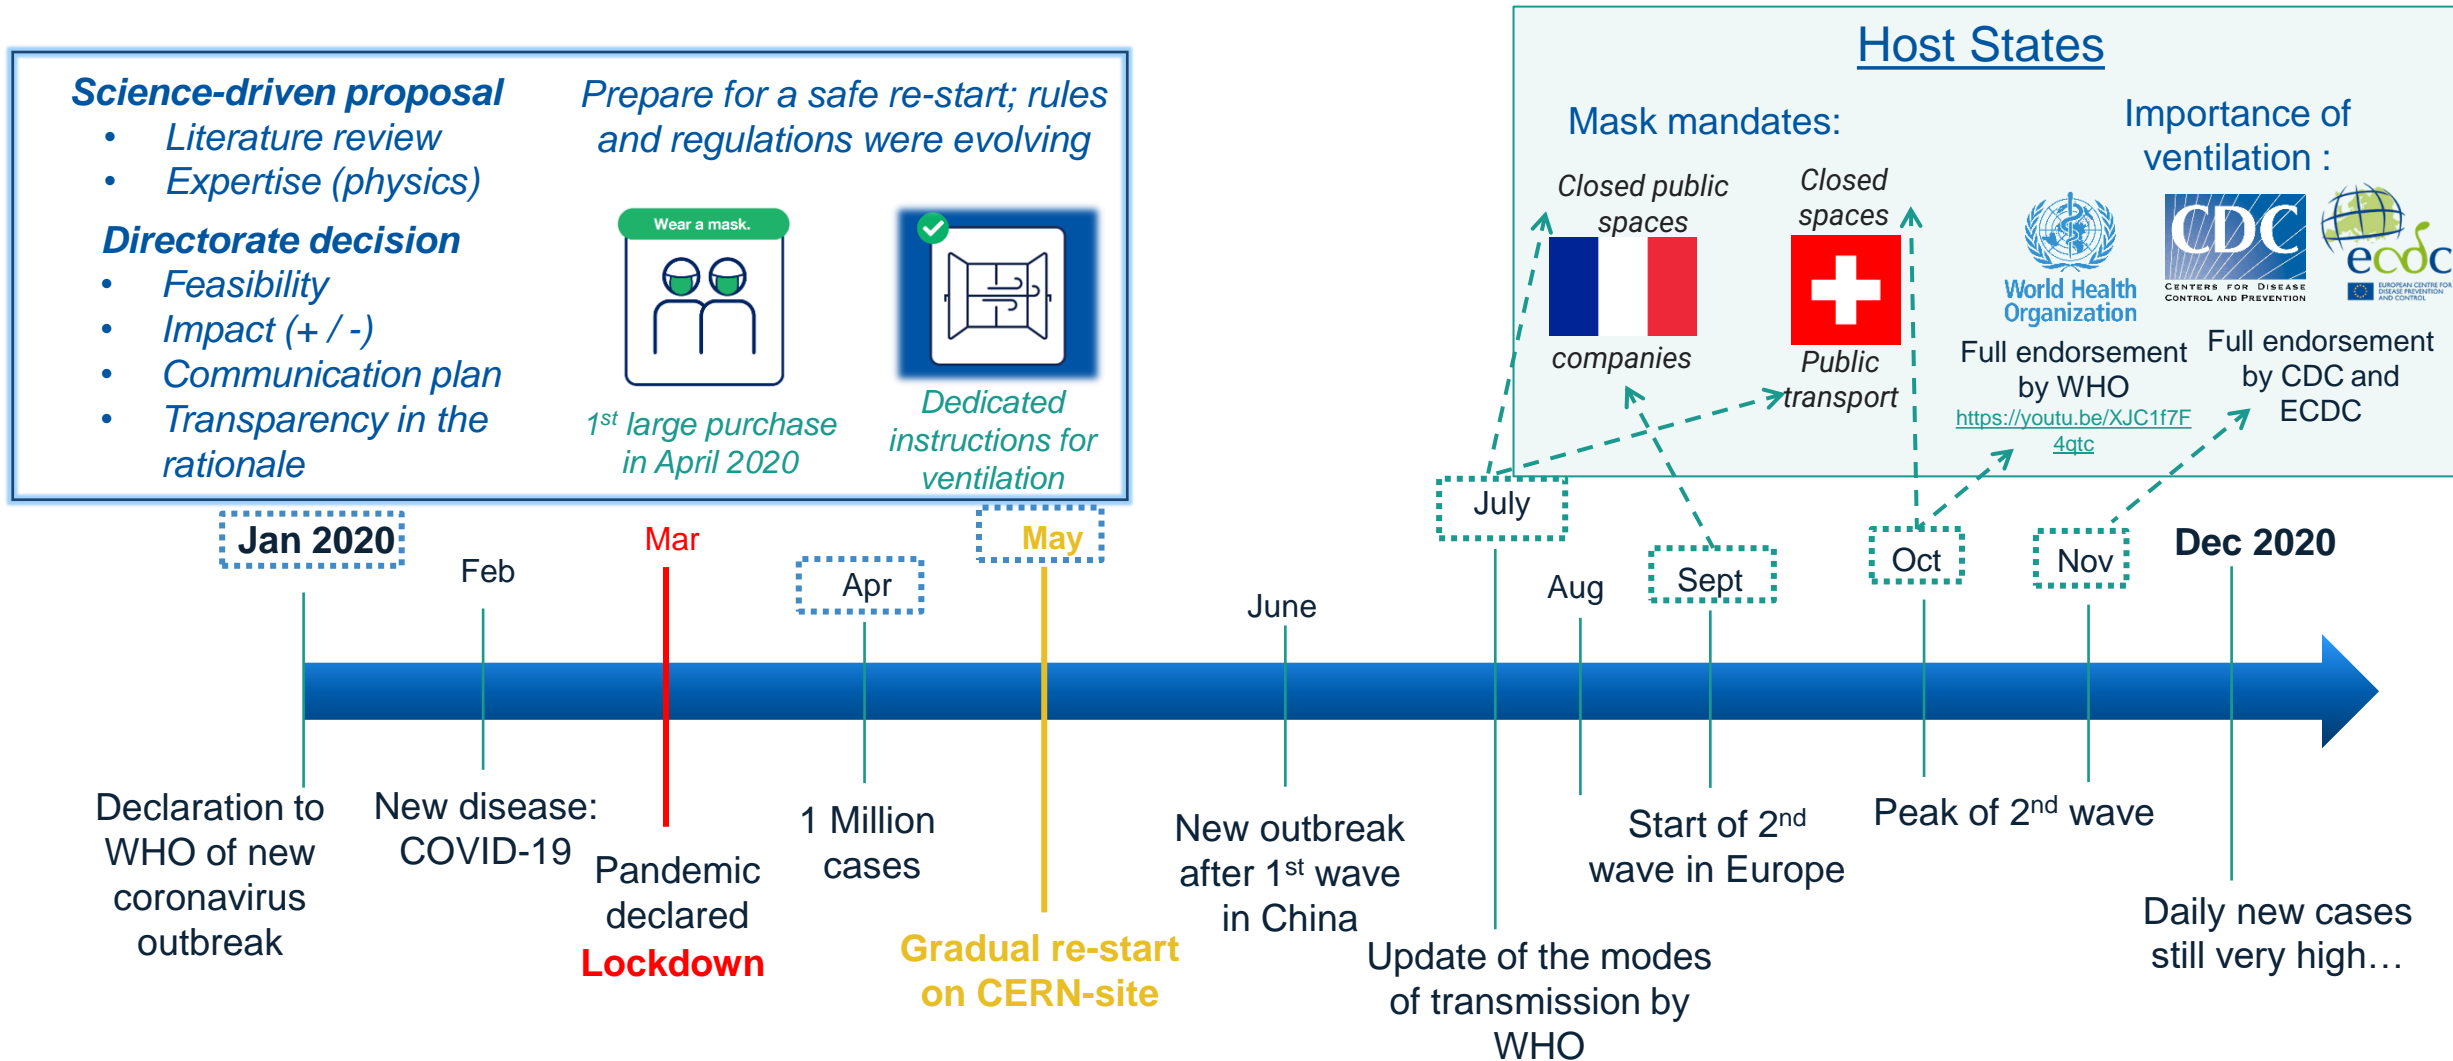 Science-driven proposal
• Literature review
• Expertise (physics)
Directorate decision
• Feasibility
• Impact (+ / -)
• Communication plan
• Transparency in the
rationale
Prepare for a safe re-start; rules
and regulations were evolving
Wear a mask.
1st large purchase
in April 2020
Dedicated
instructions for
ventilation
Host States
Mask mandates:
Closed public
spaces
companies
Closed
spaces
Public
transport
Importance of
ventilation :
World Health
Organization
Full endorsement
by WHO
https://youtu.be/XJC1f7F
4qtc
CDC
CENTERS FOR DISEASE
CONTROL AND PREVENTION
ecdc
EUROPEAN CENTRE FOR
DISEASE PREVENTION
AND CONTROL
Full endorsement
by CDC and
ECDC
Jan 2020
Feb
Mar
Apr
May
June
July
Aug
Sept
Oct
Nov
Dec 2020
Declaration to
WHO of new
coronavirus
outbreak
New disease:
COVID-19
Pandemic
declared
Lockdown
1 Million
cases
Gradual re-start
on CERN-site
New outbreak
after 1st wave
in China
Update of the modes
of transmission by
WHO
Start of 2nd
wave in Europe
Peak of 2nd wave
Daily new cases
still very high…